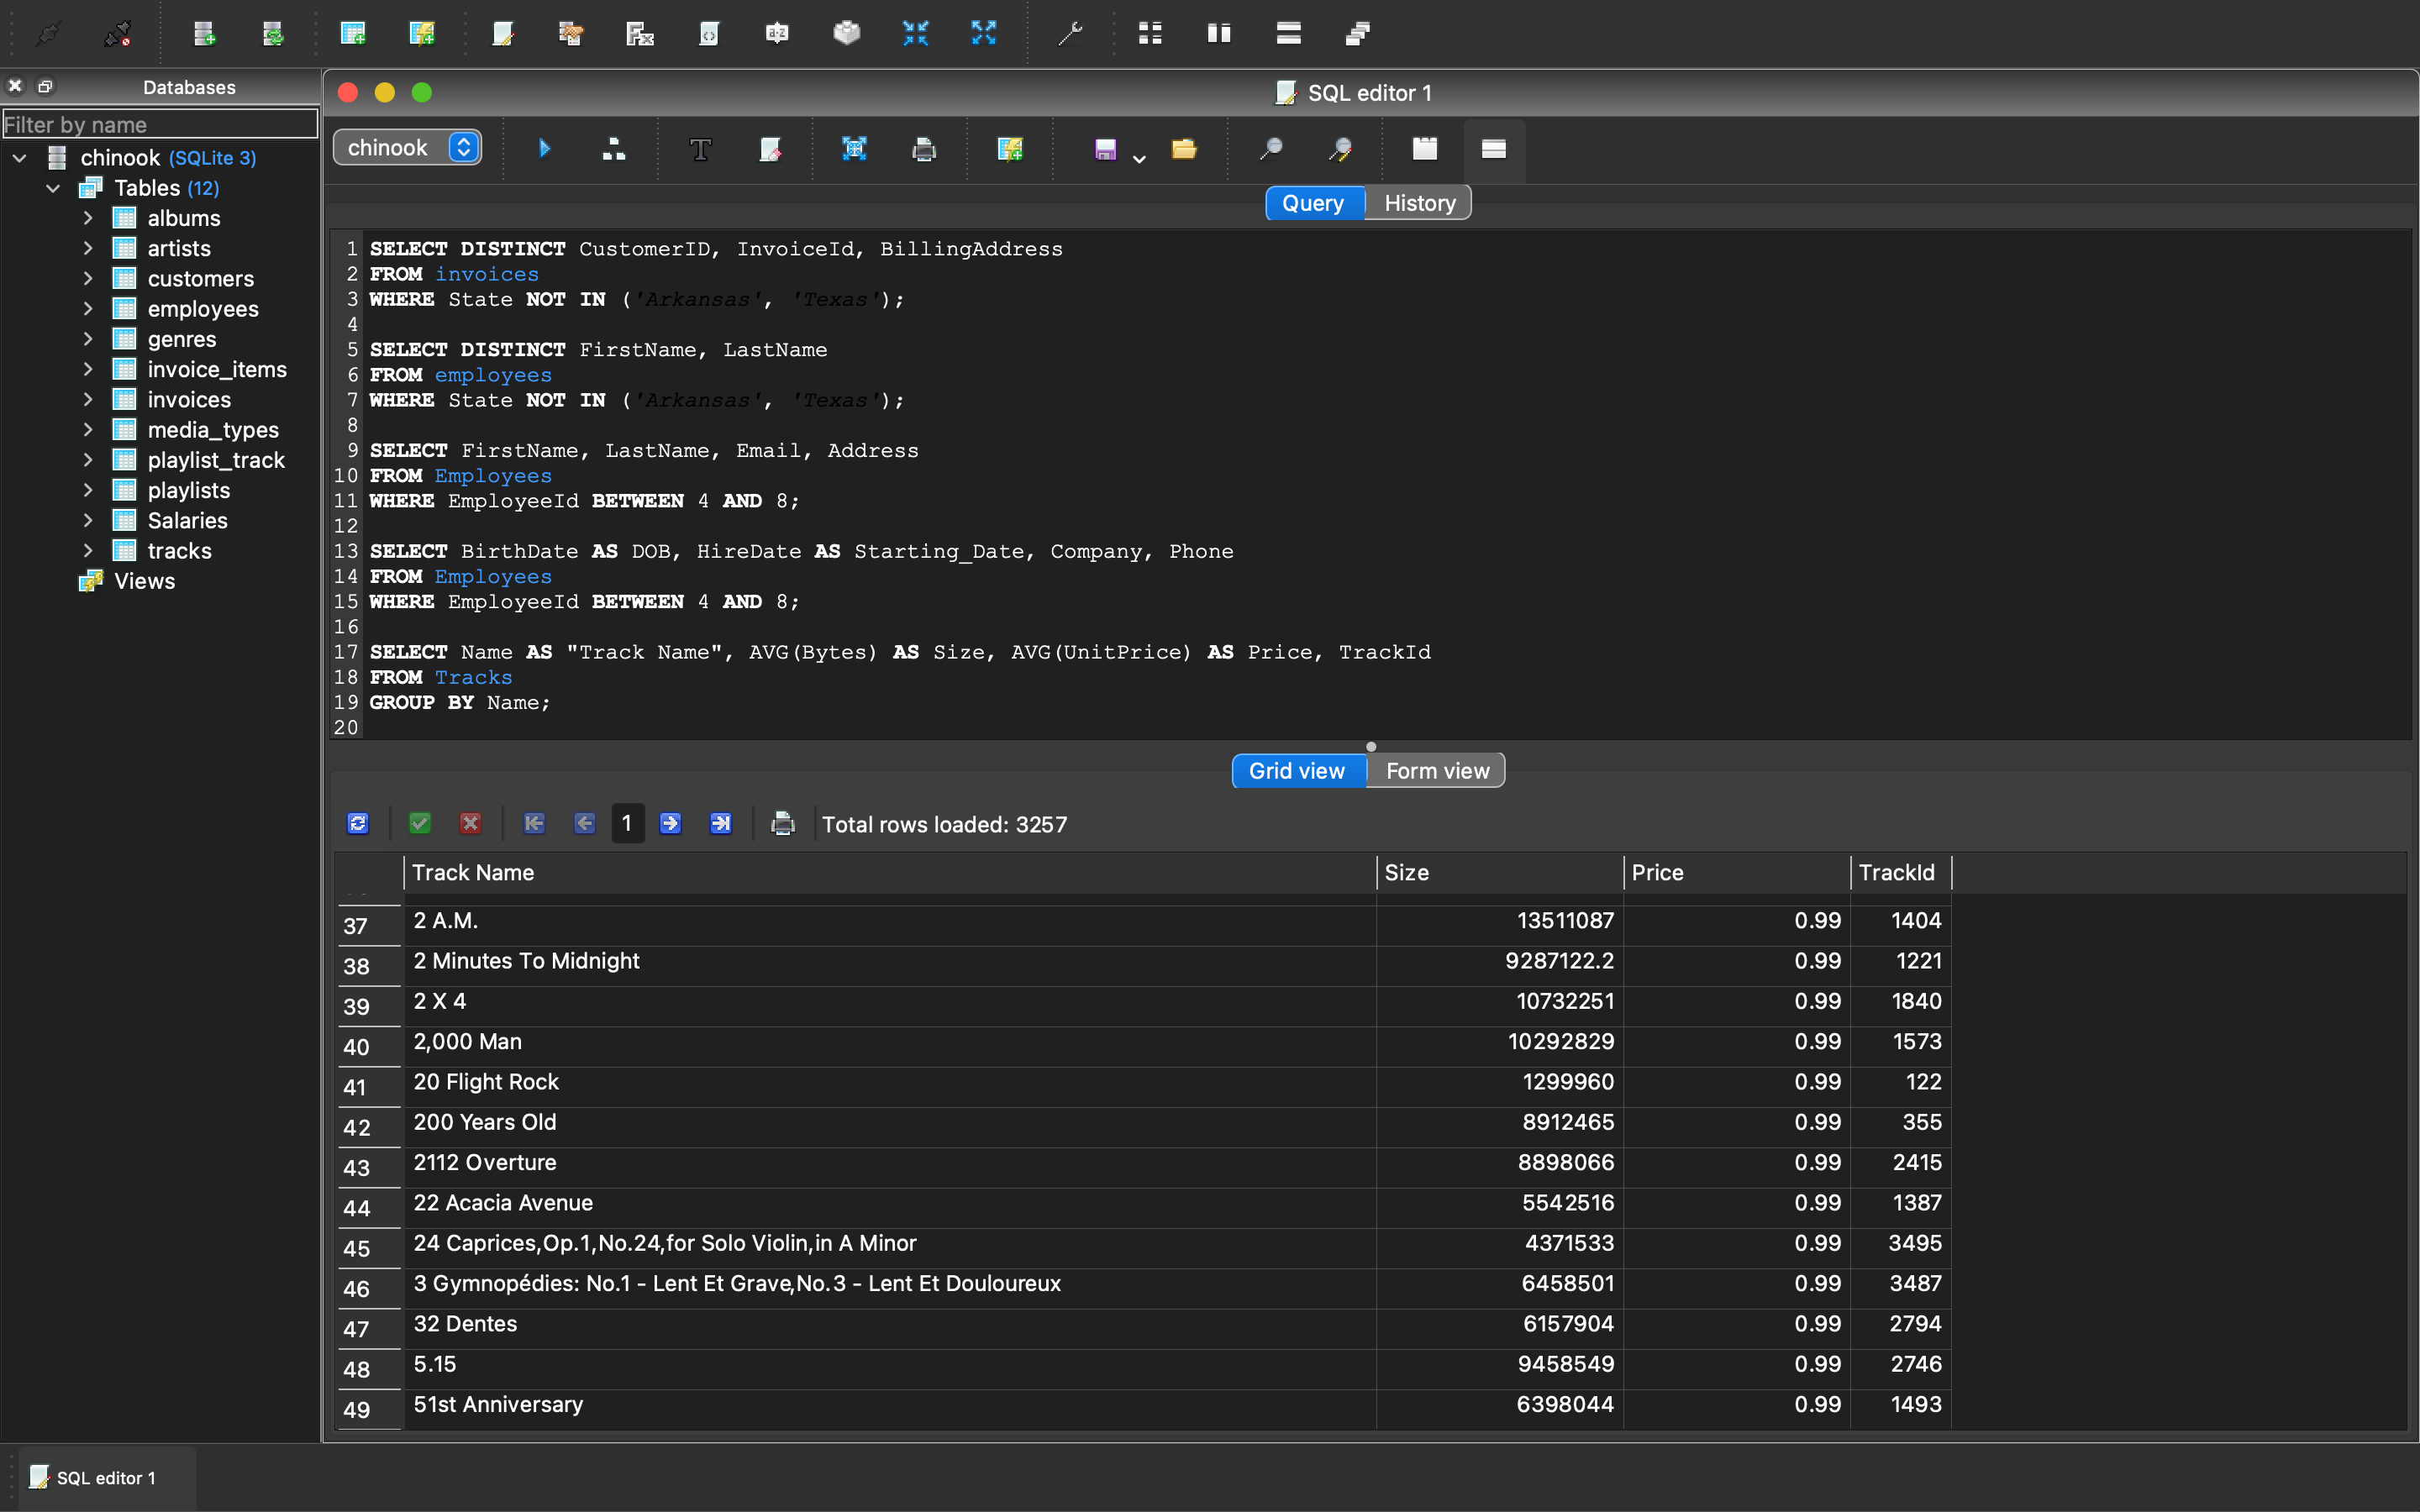 Databases
Filter by name
chinook (SQLite 3)
Tables (12)
albums
artists
customers
employees
genres
invoice_items
invoices
media_types
playlist_track
playlists
Salaries
tracks
Views
SQL editor 1
chinook
Query History
1 SELECT DISTINCT CustomerID, InvoiceId, BillingAddress
2 FROM invoices
3 WHERE State NOT IN ('Arkansas', 'Texas');
4
5 SELECT DISTINCT FirstName, LastName
6 FROM employees
7 WHERE State NOT IN ('Arkansas', 'Texas');
8
9 SELECT FirstName, LastName, Email, Address
10 FROM Employees
11 WHERE EmployeeId BETWEEN 4 AND 8;
12
13 SELECT BirthDate AS DOB, HireDate AS Starting_Date, Company, Phone
14 FROM Employees
15 WHERE EmployeeId BETWEEN 4 AND 8;
16
17 SELECT Name AS "Track Name", AVG(Bytes) AS Size, AVG(UnitPrice) AS Price, TrackId
18 FROM Tracks
19 GROUP BY Name;
20
Grid view Form view
1 Total rows loaded: 3257
Track Name Size Price TrackId
37 2 A.M. 13511087 0.99 1404
38 2 Minutes To Midnight 9287122.2 0.99 1221
39 2 X 4 10732251 0.99 1840
40 2,000 Man 10292829 0.99 1573
41 20 Flight Rock 1299960 0.99 122
42 200 Years Old 8912465 0.99 355
43 2112 Overture 8898066 0.99 2415
44 22 Acacia Avenue 5542516 0.99 1387
45 24 Caprices,Op.1,No.24,for Solo Violin,in A Minor 4371533 0.99 3495
46 3 Gymnopédies: No.1 - Lent Et Grave,No.3 - Lent Et Douloureux 6458501 0.99 3487
47 32 Dentes 6157904 0.99 2794
48 5.15 9458549 0.99 2746
49 51st Anniversary 6398044 0.99 1493
SQL editor 1